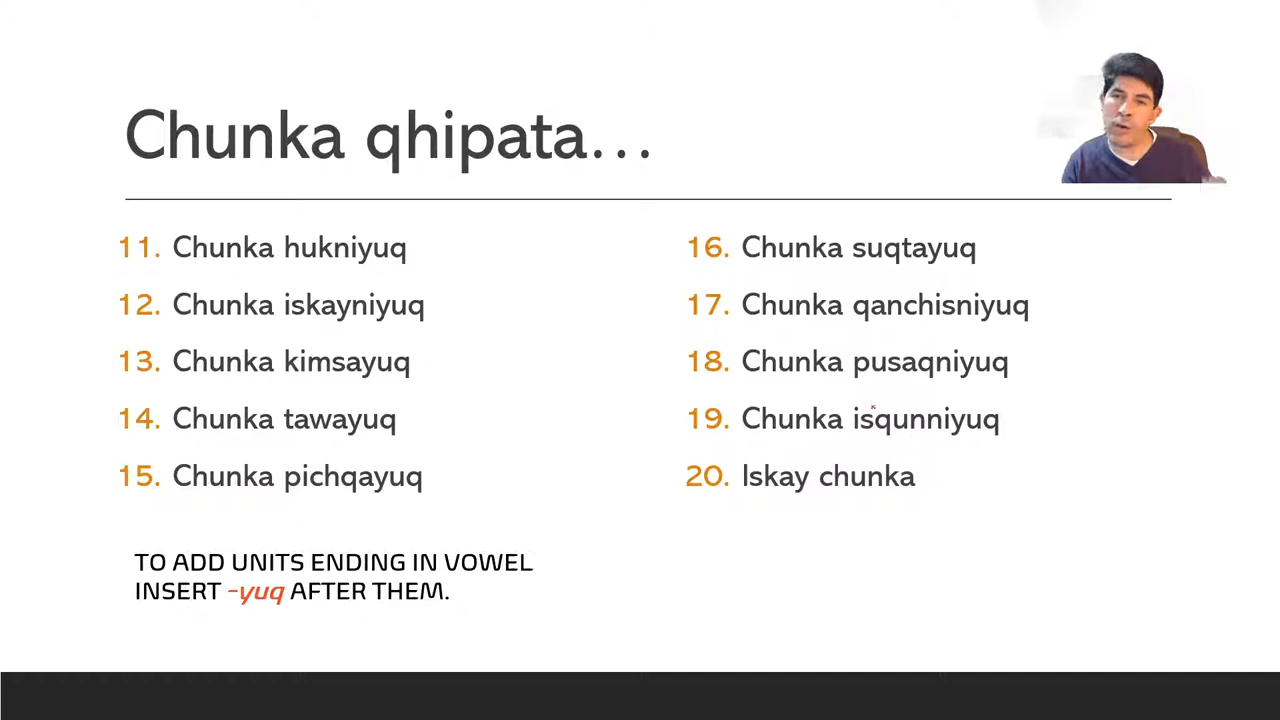 Chunka qhipata...
11. Chunka hukniyuq
12. Chunka iskayniyuq
13. Chunka kimsayuq
14. Chunka tawayuq
15. Chunka pichqayuq
16. Chunka suqtayuq
17. Chunka qanchisniyuq
18. Chunka pusaqniyuq
19. Chunka isqunniyuq
20. Iskay chunka
TO ADD UNITS ENDING IN VOWEL
INSERT -yuq AFTER THEM.